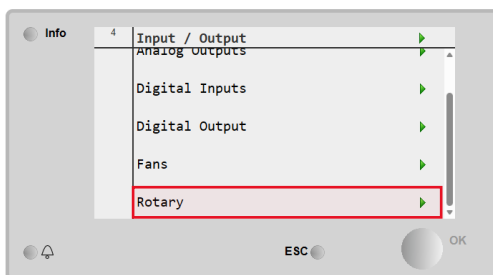 Info
4
Input / Output
Analog Outputs
Digital Inputs
Digital Output
Fans
Rotary
ESC
OK